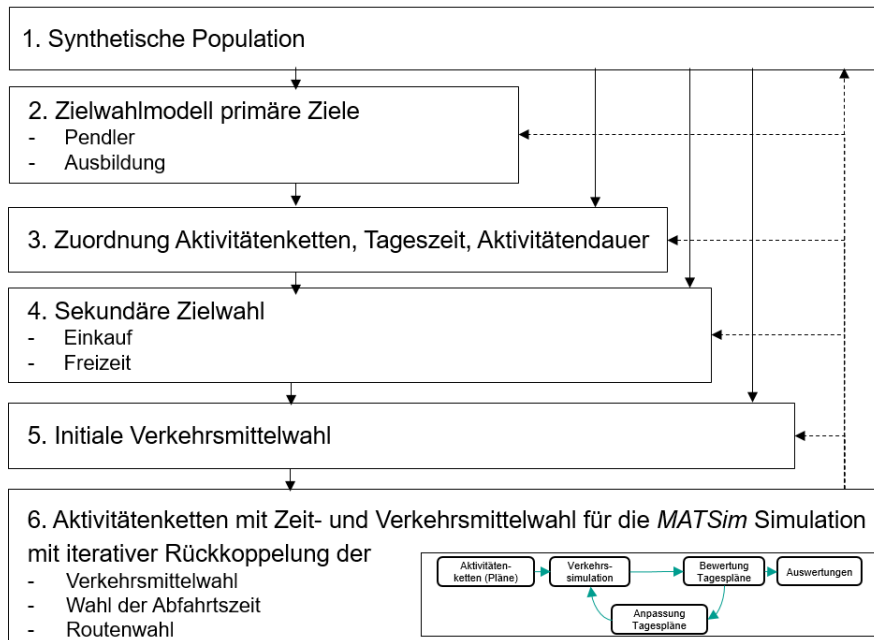 1. Synthetische Population
2. Zielwahlmodell primäre Ziele
- Pendler
- Ausbildung
3. Zuordnung Aktivitätenketten, Tageszeit, Aktivitätendauer
4. Sekundäre Zielwahl
- Einkauf
- Freizeit
5. Initiale Verkehrsmittelwahl
6. Aktivitätenketten mit Zeit- und Verkehrsmittelwahl für die MATSim Simulation
mit iterativer Rückkoppelung der
- Verkehrsmittelwahl
- Wahl der Abfahrtszeit
- Routenwahl
Aktivitäten-
ketten (Pläne)
Verkehrs-
simulation
Bewertung
Tagespläne
Auswertungen
Anpassung
Tagespläne